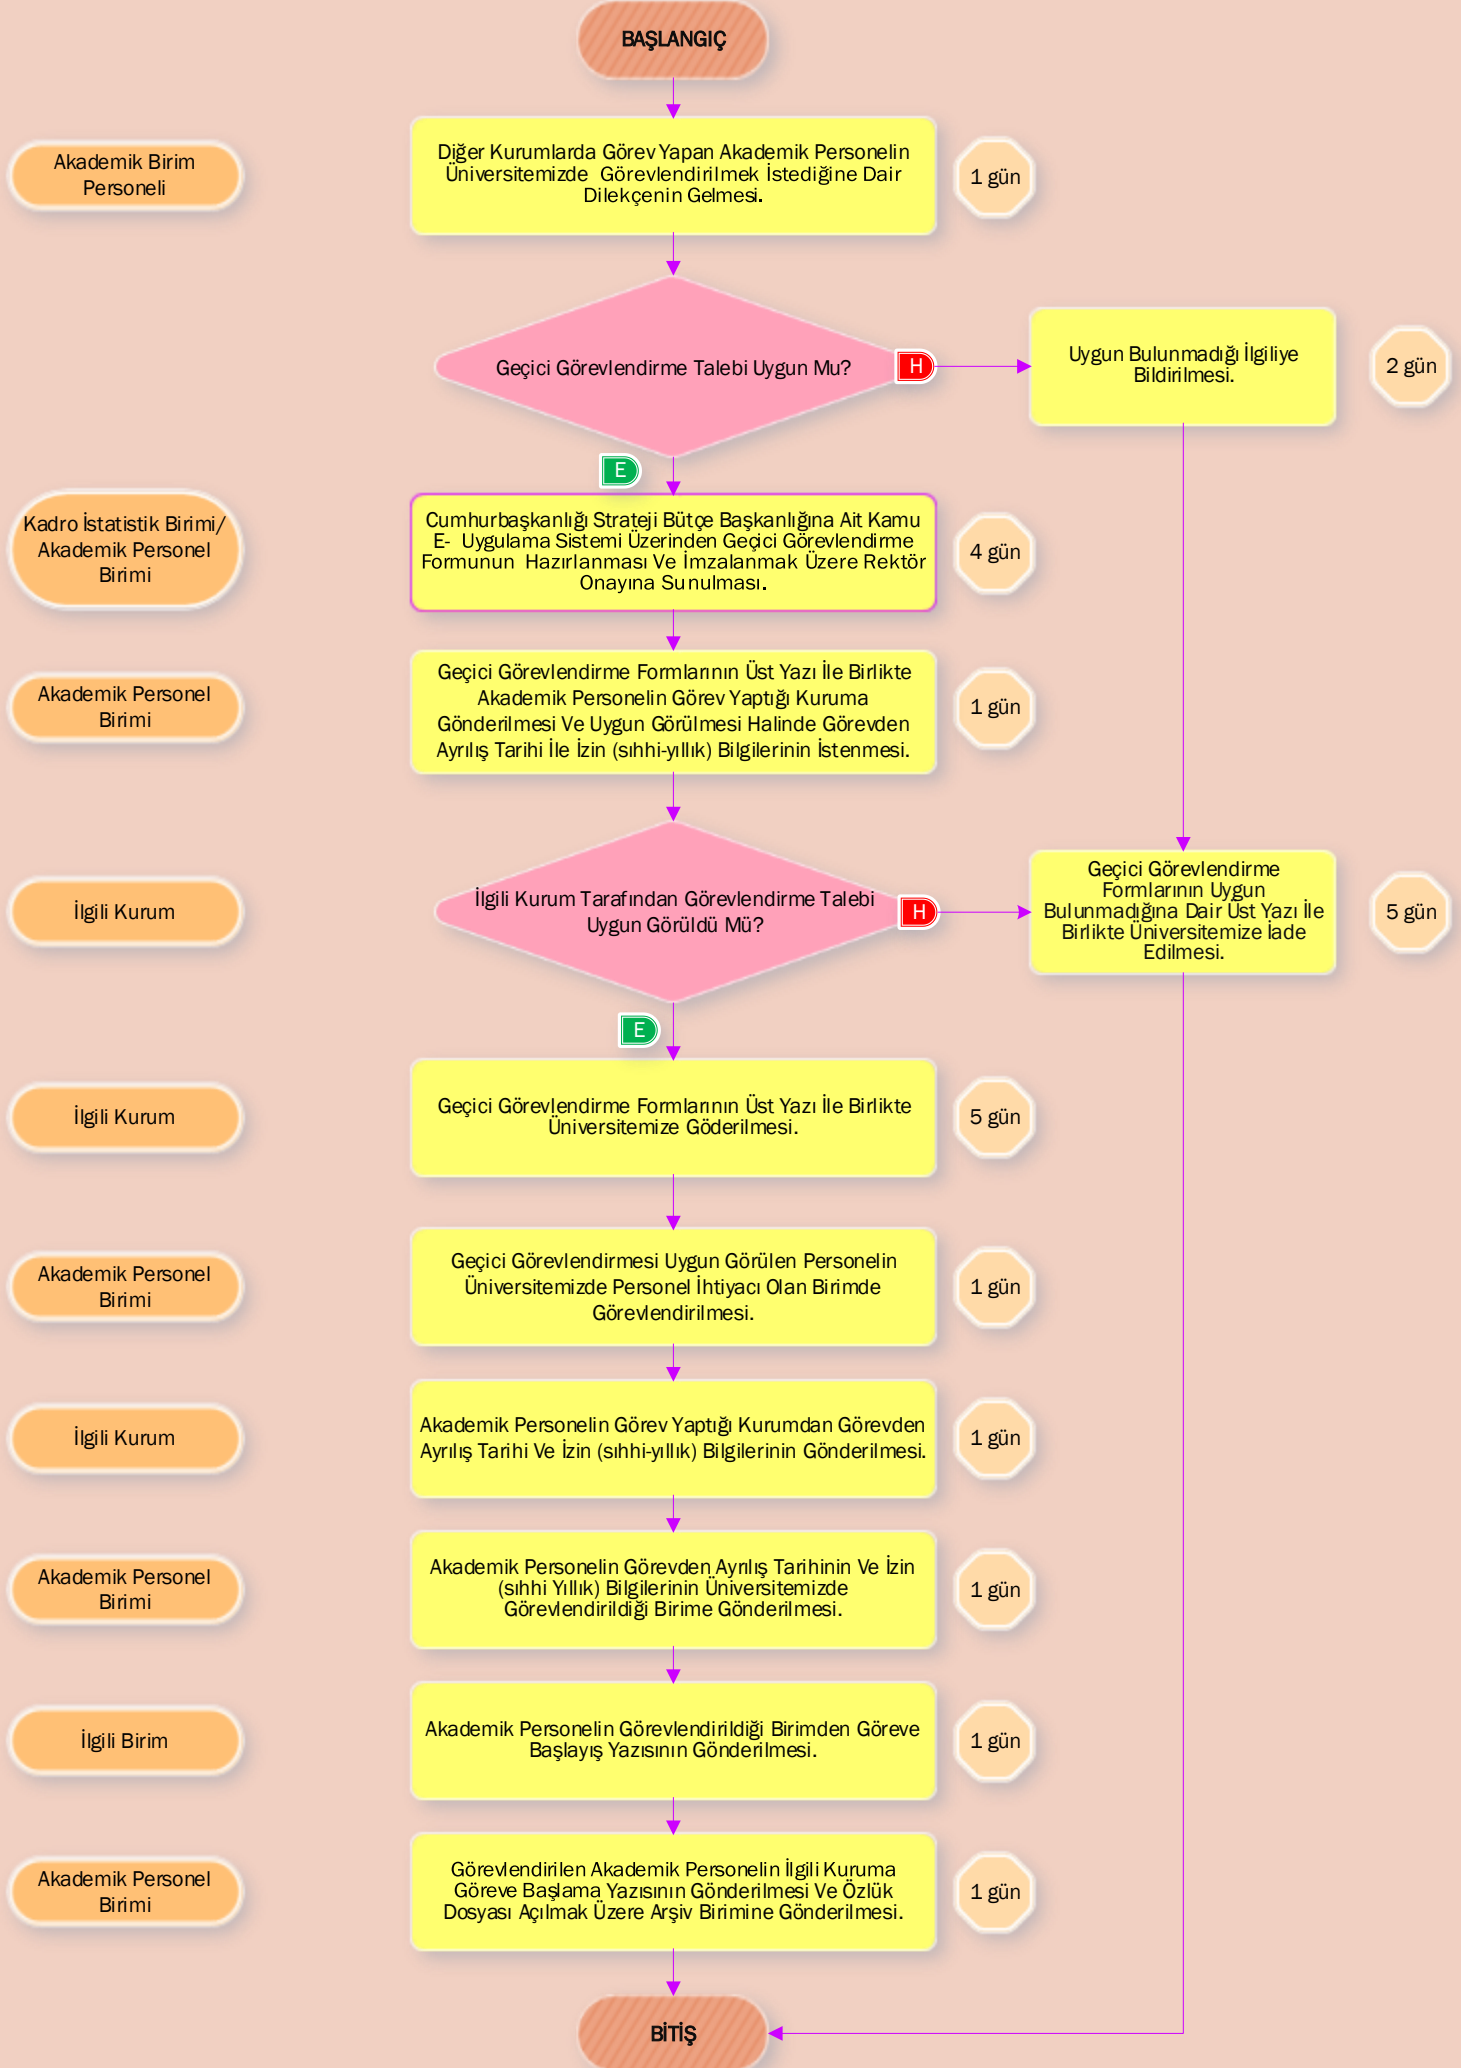 BAŞLANGIÇ
Akademik Birim
Personeli
Diğer Kurumlarda Görev Yapan Akademik Personelin
Üniversitemizde Görevlendirilmek İstediğine Dair
Dilekçenin Gelmesi.
1 gün
Geçici Görevlendirme Talebi Uygun Mu?
H
Uygun Bulunmadığı İlgiliye
Bildirilmesi.
2 gün
E
Kadro İstatistik Birimi/
Akademik Personel
Birimi
Cumhurbaşkanlığı Strateji Bütçe Başkanlığına Ait Kamu
E- Uygulama Sistemi Üzerinden Geçici Görevlendirme
Formunun Hazırlanması Ve İmzalanmak Üzere Rektör
Onayına Sunulması.
4 gün
Akademik Personel
Birimi
Geçici Görevlendirme Formlarının Üst Yazı İle Birlikte
Akademik Personelin Görev Yaptığı Kuruma
Gönderilmesi Ve Uygun Görülmesi Halinde Görevden
Ayrılış Tarihi İle İzin (sıhhi-yıllık) Bilgilerinin İstenmesi.
1 gün
İlgili Kurum
İlgili Kurum Tarafından Görevlendirme Talebi
Uygun Görüldü Mü?
H
Geçici Görevlendirme
Formlarının Uygun
Bulunmadığına Dair Üst Yazı İle
Birlikte Üniversitemize İade
Edilmesi.
5 gün
E
İlgili Kurum
Geçici Görevlendirme Formlarının Üst Yazı İle Birlikte
Üniversitemize Göderilmesi.
5 gün
Akademik Personel
Birimi
Geçici Görevlendirmesi Uygun Görülen Personelin
Üniversitemizde Personel İhtiyacı Olan Birimde
Görevlendirilmesi.
1 gün
İlgili Kurum
Akademik Personelin Görev Yaptığı Kurumdan Görevden
Ayrılış Tarihi Ve İzin (sıhhi-yıllık) Bilgilerinin Gönderilmesi.
1 gün
Akademik Personel
Birimi
Akademik Personelin Görevden Ayrılış Tarihinin Ve İzin
(sıhhi Yıllık) Bilgilerinin Üniversitemizde
Görevlendirildiği Birime Gönderilmesi.
1 gün
İlgili Birim
Akademik Personelin Görevlendirildiği Birimden Göreve
Başlayış Yazısının Gönderilmesi.
1 gün
Akademik Personel
Birimi
Görevlendirilen Akademik Personelin İlgili Kuruma
Göreve Başlama Yazısının Gönderilmesi Ve Özlük
Dosyası Açılmak Üzere Arşiv Birimine Gönderilmesi.
1 gün
BİTİŞ